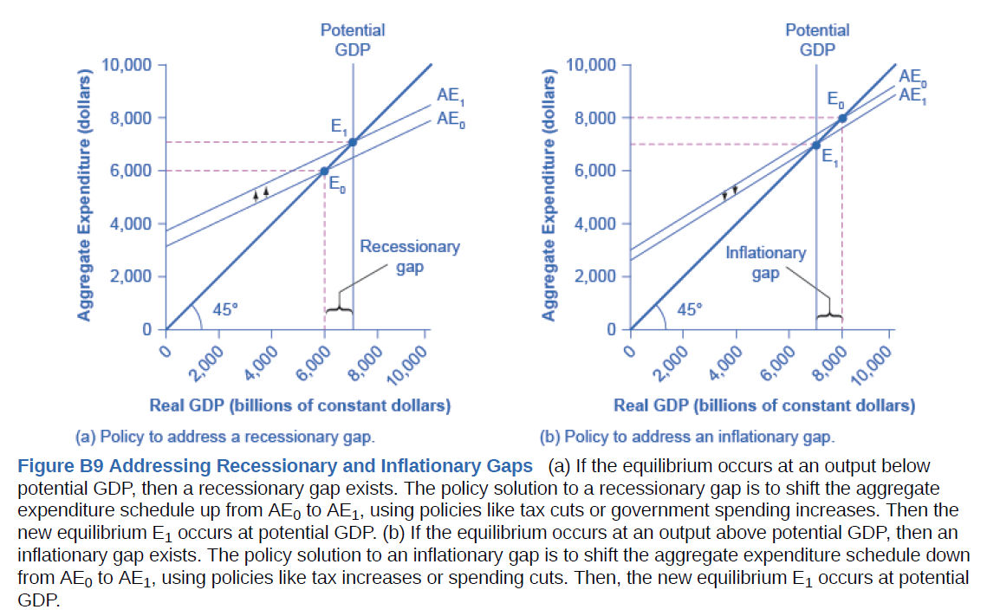 Potential
GDP
Aggregate Expenditure (dollars)
10,000
8,000
6,000
4,000
2,000
0
AE₁
AE₀
E₁
E₀
Recessionary
gap
45°
0
2,000
4,000
6,000
8,000
10,000
Real GDP (billions of constant dollars)
(a) Policy to address a recessionary gap.
Potential
GDP
Aggregate Expenditure (dollars)
10,000
8,000
6,000
4,000
2,000
0
AE₀
AE₁
E₀
E₁
Inflationary
gap
45°
0
2,000
4,000
6,000
8,000
10,000
Real GDP (billions of constant dollars)
(b) Policy to address an inflationary gap.
Figure B9 Addressing Recessionary and Inflationary Gaps (a) If the equilibrium occurs at an output below
potential GDP, then a recessionary gap exists. The policy solution to a recessionary gap is to shift the aggregate
expenditure schedule up from AE₀ to AE₁, using policies like tax cuts or government spending increases. Then the
new equilibrium E₁ occurs at potential GDP. (b) If the equilibrium occurs at an output above potential GDP, then an
inflationary gap exists. The policy solution to an inflationary gap is to shift the aggregate expenditure schedule down
from AE₀ to AE₁, using policies like tax increases or spending cuts. Then, the new equilibrium E₁ occurs at potential
GDP.